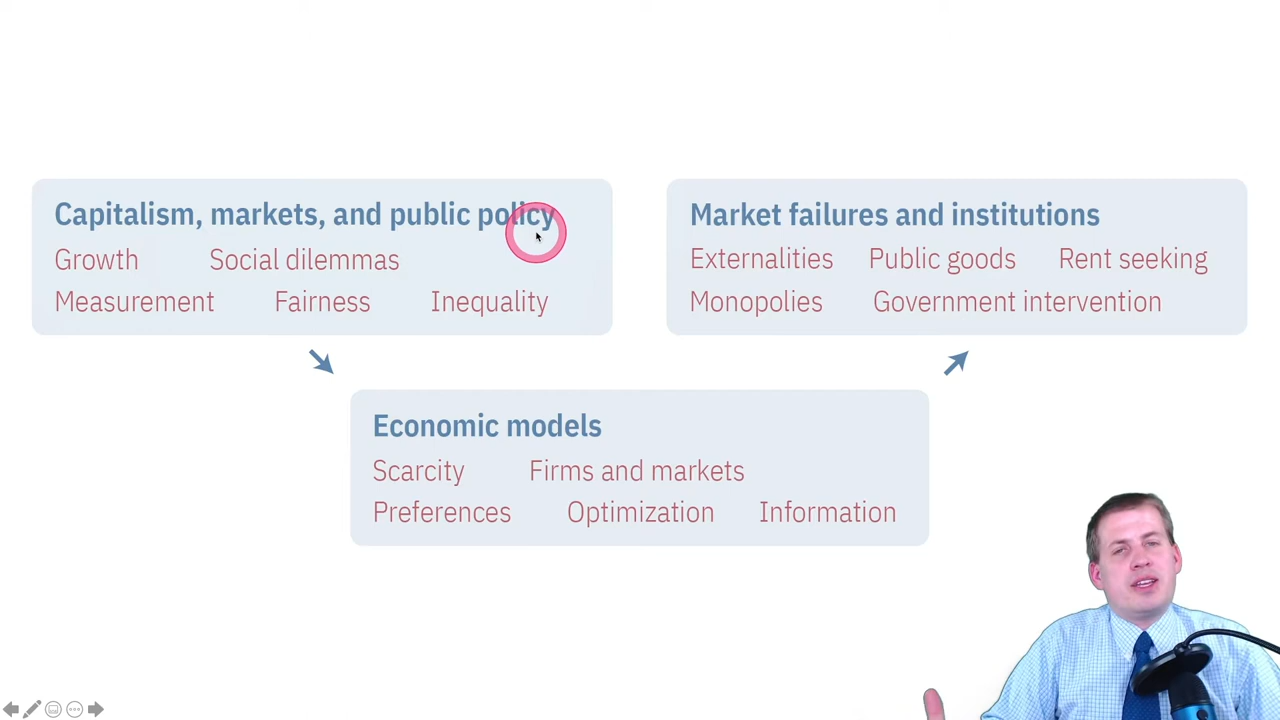 Capitalism, markets, and public policy
Growth Social dilemmas
Measurement Fairness Inequality
Market failures and institutions
Externalities Public goods Rent seeking
Monopolies Government intervention
Economic models
Scarcity Firms and markets
Preferences Optimization Information